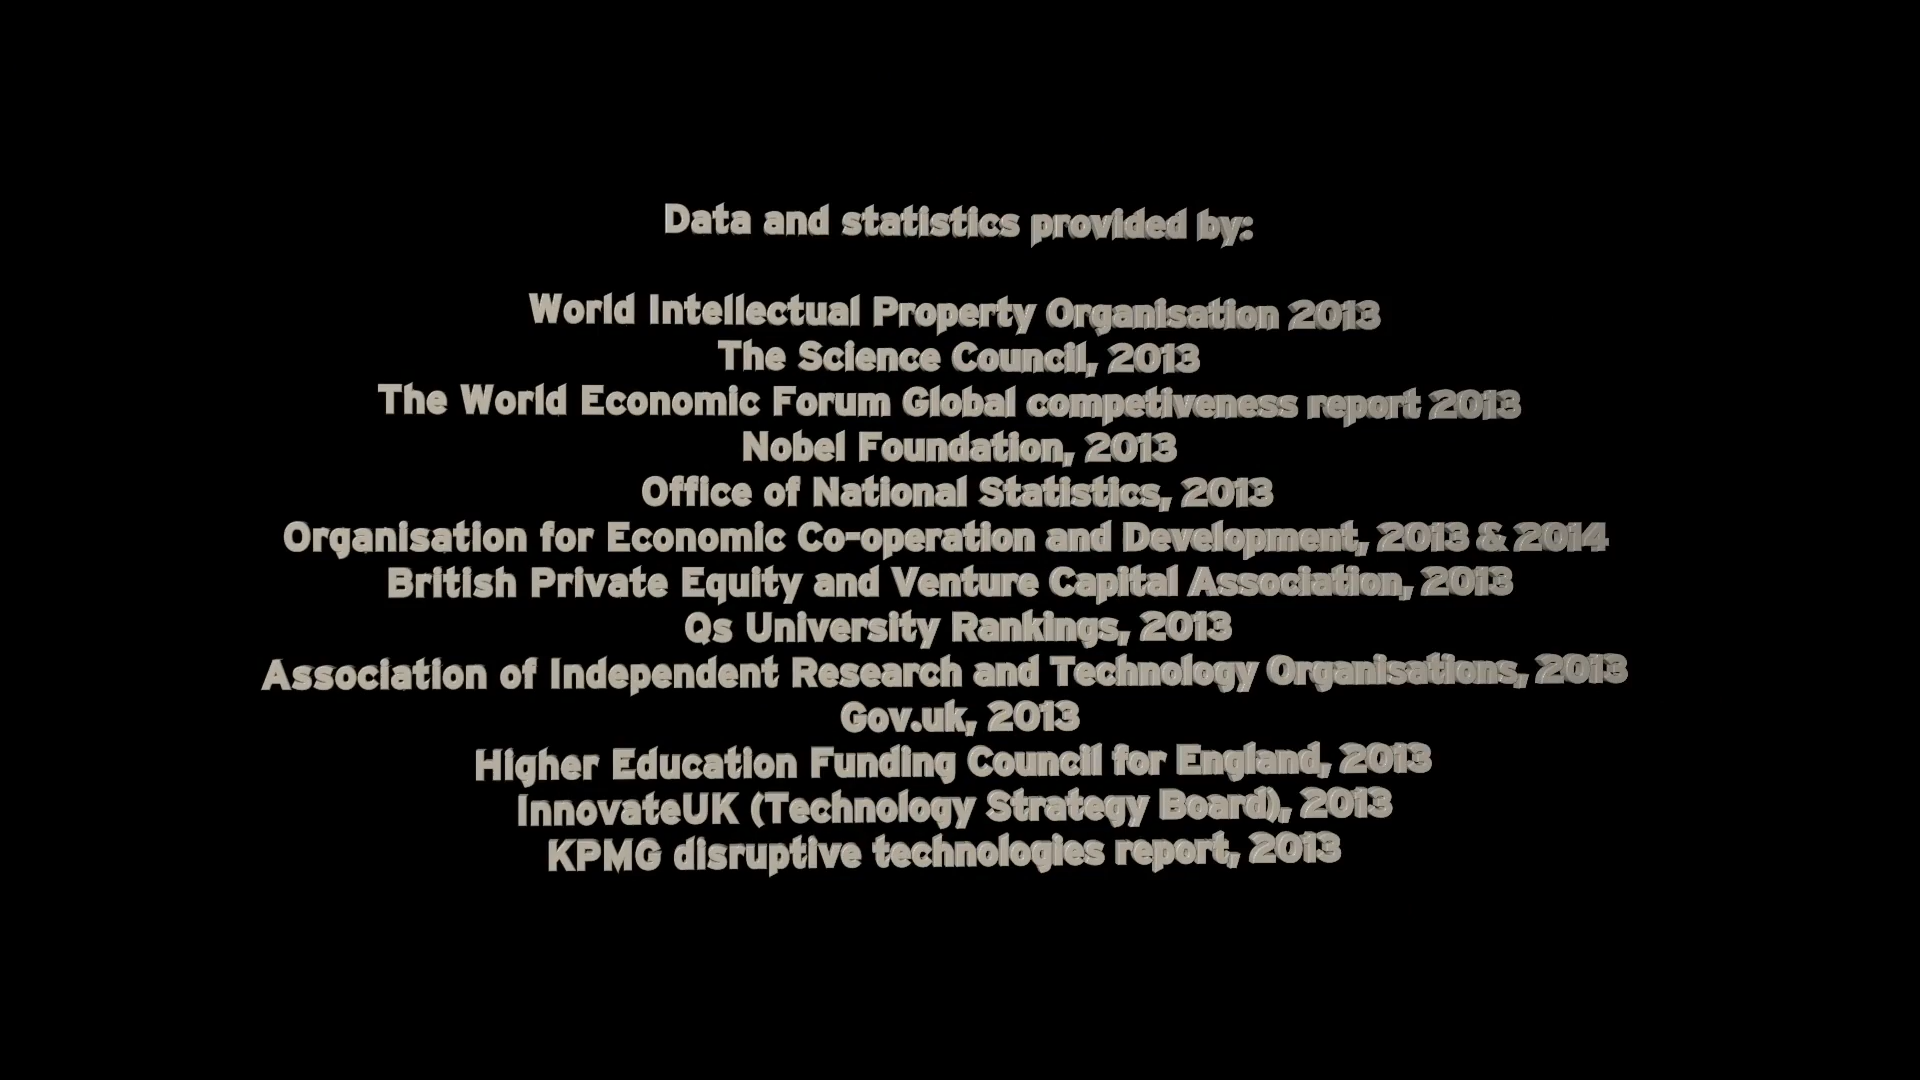 Data and statistics provided by:
World Intellectual Property Organisation 2013
The Science Council, 2013
The World Economic Forum Global competiveness report 2013
Nobel Foundation, 2013
Office of National Statistics, 2013
Organisation for Economic Co-operation and Development, 2013 & 2014
British Private Equity and Venture Capital Association, 2013
Qs University Rankings, 2013
Association of Independent Research and Technology Organisations, 2013
Gov.uk, 2013
Higher Education Funding Council for England, 2013
InnovateUK (Technology Strategy Board), 2013
KPMG disruptive technologies report, 2013